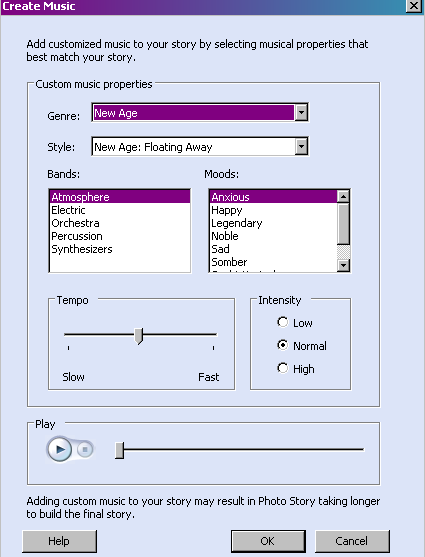 Create Music
Add customized music to your story by selecting musical properties that
best match your story.
Custom music properties
Genre: New Age
Style: New Age: Floating Away
Bands: Moods:
Atmosphere Anxious
Electric Happy
Orchestra Legendary
Percussion Noble
Synthesizers Sad
Somber
Tempo Intensity
Low
Normal
High
Slow Fast
Play
Adding custom music to your story may result in Photo Story taking longer
to build the final story.
Help OK Cancel